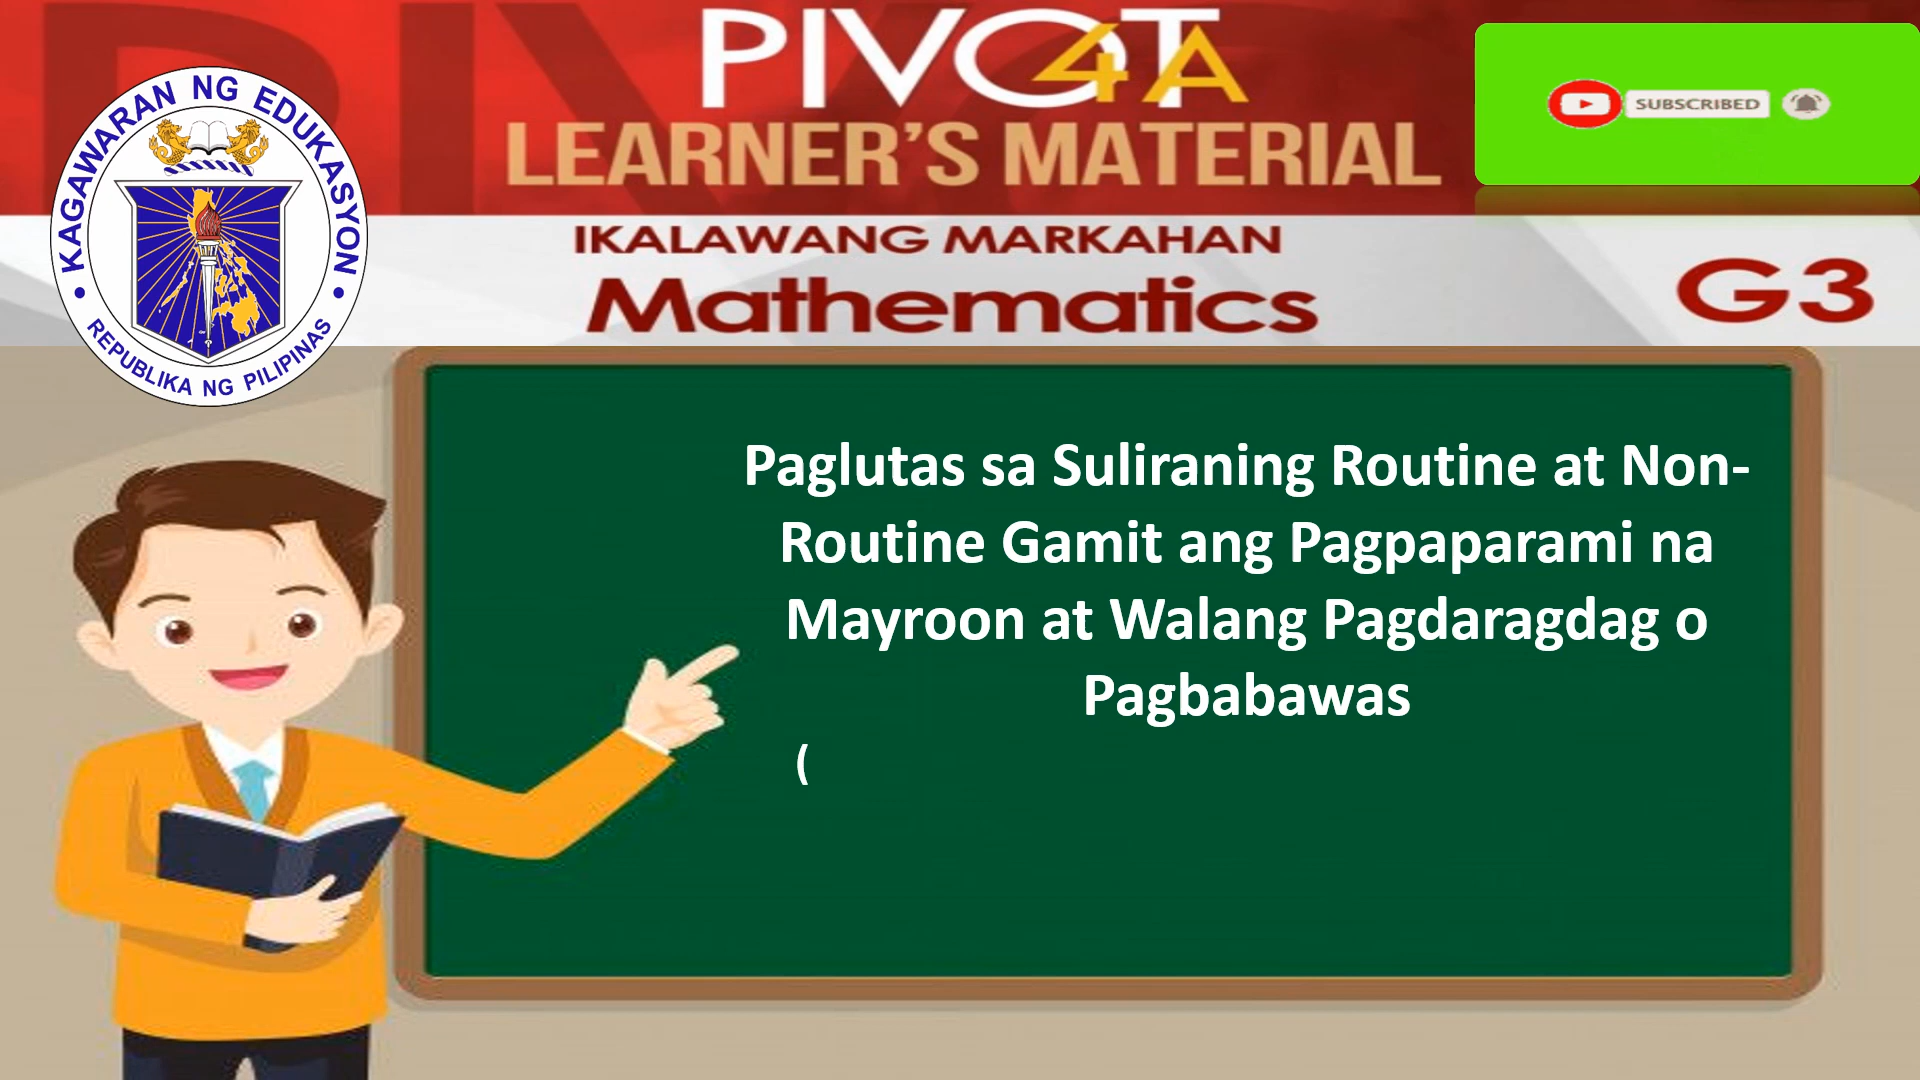 PIVOT 4A
LEARNER'S MATERIAL
SUBSCRIBED
KAGAWARAN NG EDUKASYON
REPUBLIKA NG PILIPINAS
IKALAWANG MARKAHAN
Mathematics
G3
Paglutas sa Suliraning Routine at Non-
Routine Gamit ang Pagpaparami na
Mayroon at Walang Pagdaragdag o
Pagbabawas
(